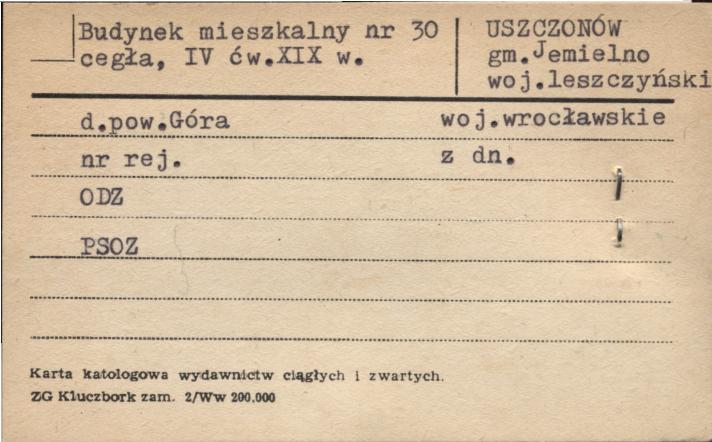 Budynek mieszkalny nr 30
cegła, IV ćw.XIX w.
USZCZONÓW
gm.Jemielno
woj.leszczyński
d.pow.Góra woj.wrocławskie
nr rej. z dn.
ODZ
PSOZ
Karta katologowa wydawnictw ciągłych i zwartych.
ZG Kluczbork zam. 2/Ww 200.000